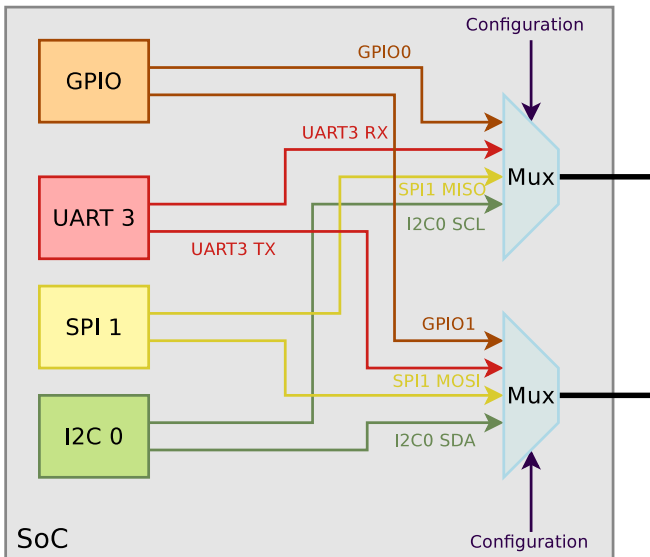 Configuration
GPIO0
GPIO
UART3 RX
Mux
SPI1 MISO
UART 3
I2C0 SCL
UART3 TX
GPIO1
SPI 1
SPI1 MOSI
Mux
I2C 0
I2C0 SDA
SoC
Configuration